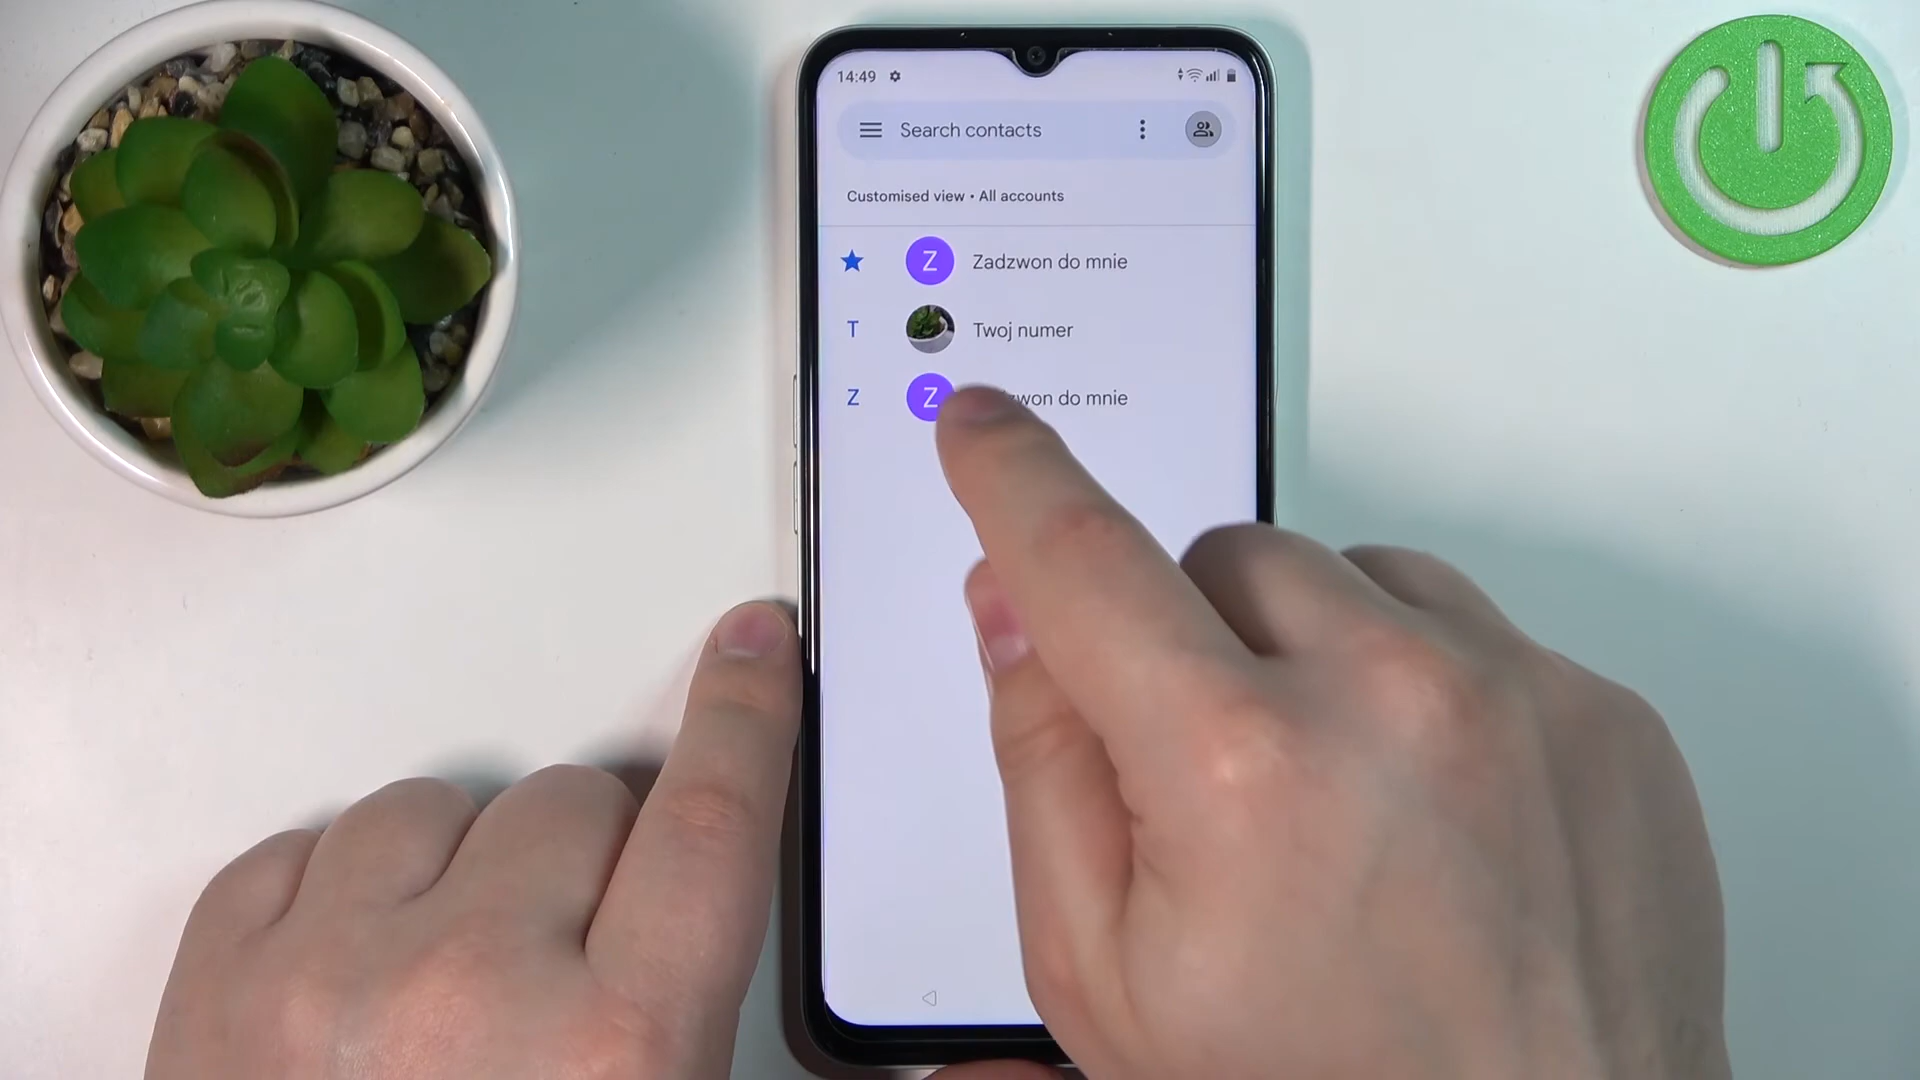 14:49
Search contacts
Customised view • All accounts
Z Zadzwon do mnie
T Twoj numer
Z Z won do mnie